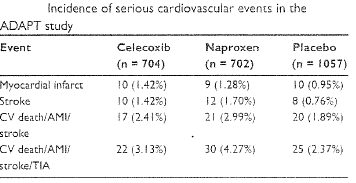 Incidence of serious cardiovascular events in the
ADAPT study
Event Celecoxib Naproxen Placebo
(n = 704) (n = 702) (n = 1057)
Myocardial infarct 10 (1.42%) 9 (1.28%) 10 (0.95%)
Stroke 10 (1.42%) 12 (1.70%) 8 (0.76%)
CV death/AMI/ 17 (2.41%) 21 (2.99%) 20 (1.89%)
stroke
CV death/AMI/ 22 (3.13%) 30 (4.27%) 25 (2.37%)
stroke/TIA